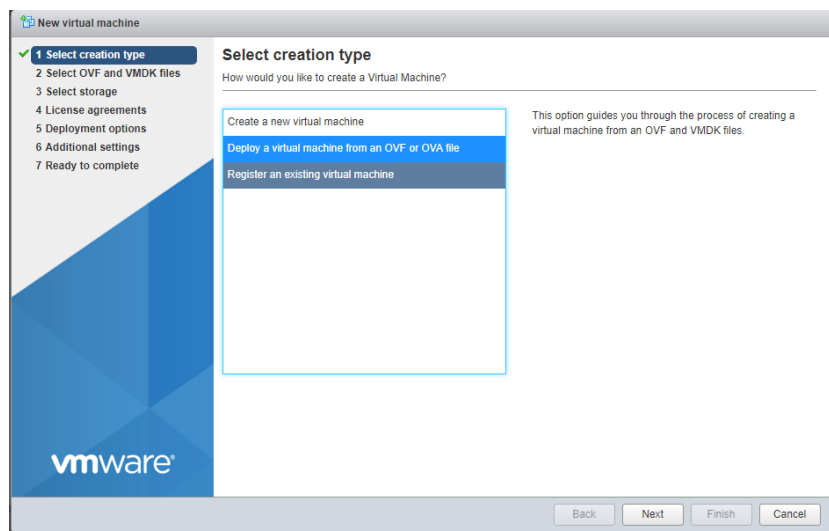 New virtual machine
1 Select creation type
2 Select OVF and VMDK files
3 Select storage
4 License agreements
5 Deployment options
6 Additional settings
7 Ready to complete
Select creation type
How would you like to create a Virtual Machine?
Create a new virtual machine
Deploy a virtual machine from an OVF or OVA file
Register an existing virtual machine
This option guides you through the process of creating a
virtual machine from an OVF and VMDK files.
vmware®
Back Next Finish Cancel